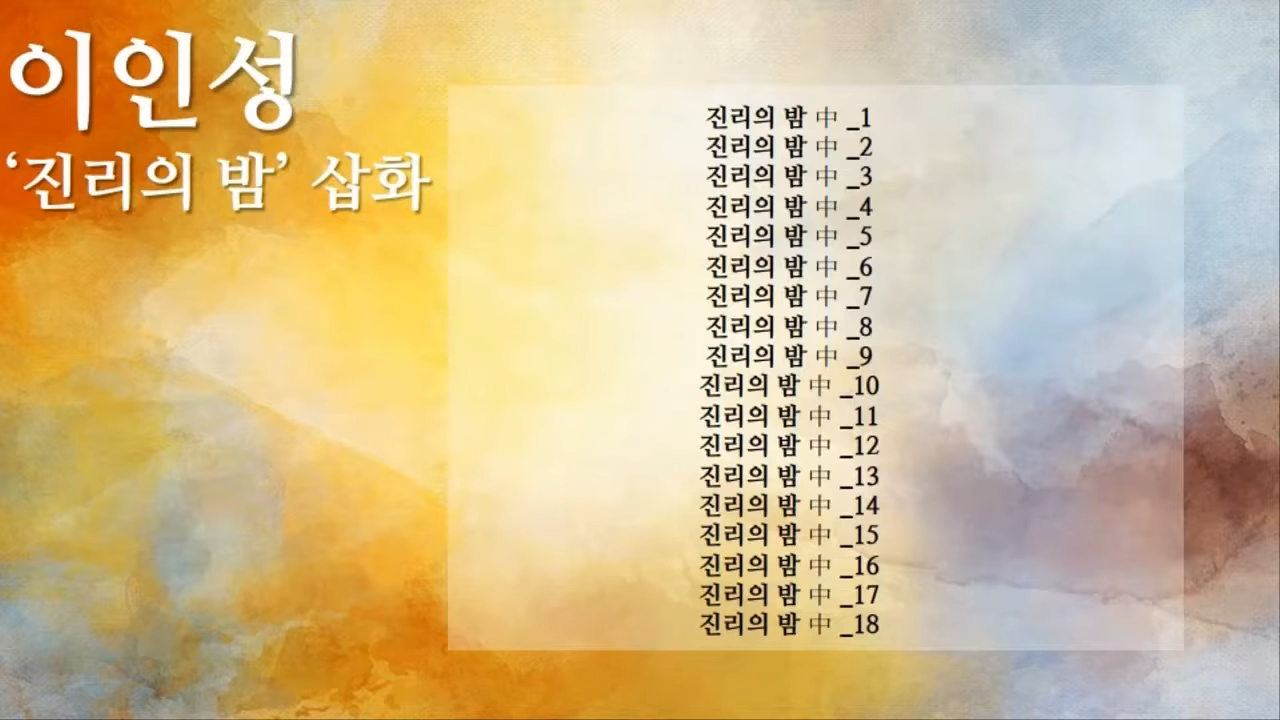 이인성
‘진리의 밤’ 삽화
진리의 밤 中 _1
진리의 밤 中 _2
진리의 밤 中 _3
진리의 밤 中 _4
진리의 밤 中 _5
진리의 밤 中 _6
진리의 밤 中 _7
진리의 밤 中 _8
진리의 밤 中 _9
진리의 밤 中 _10
진리의 밤 中 _11
진리의 밤 中 _12
진리의 밤 中 _13
진리의 밤 中 _14
진리의 밤 中 _15
진리의 밤 中 _16
진리의 밤 中 _17
진리의 밤 中 _18